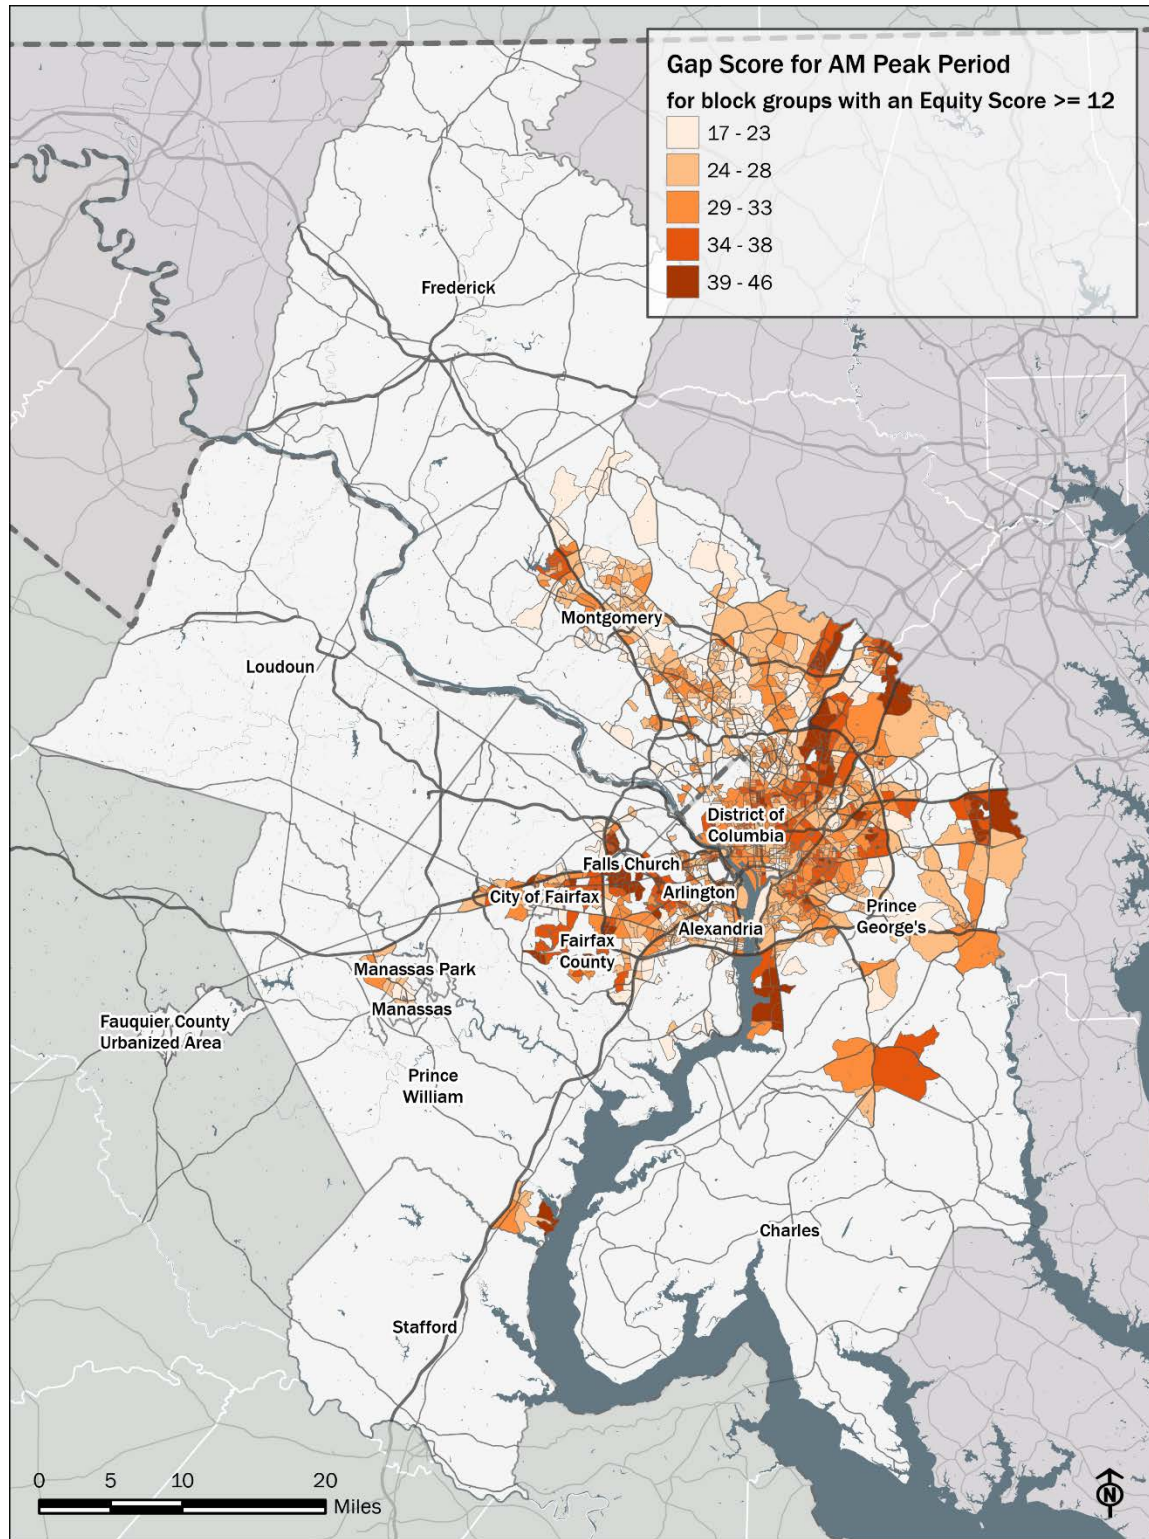 Gap Score for AM Peak Period
for block groups with an Equity Score >= 12
17 - 23
24 - 28
29 - 33
34 - 38
39 - 46
Frederick
Montgomery
Loudoun
District of
Columbia
Falls Church
City of Fairfax
Arlington
Prince
George's
Alexandria
Fairfax
County
Manassas Park
Manassas
Fauquier County
Urbanized Area
Prince
William
Charles
Stafford
0 5 10 20
Miles
N